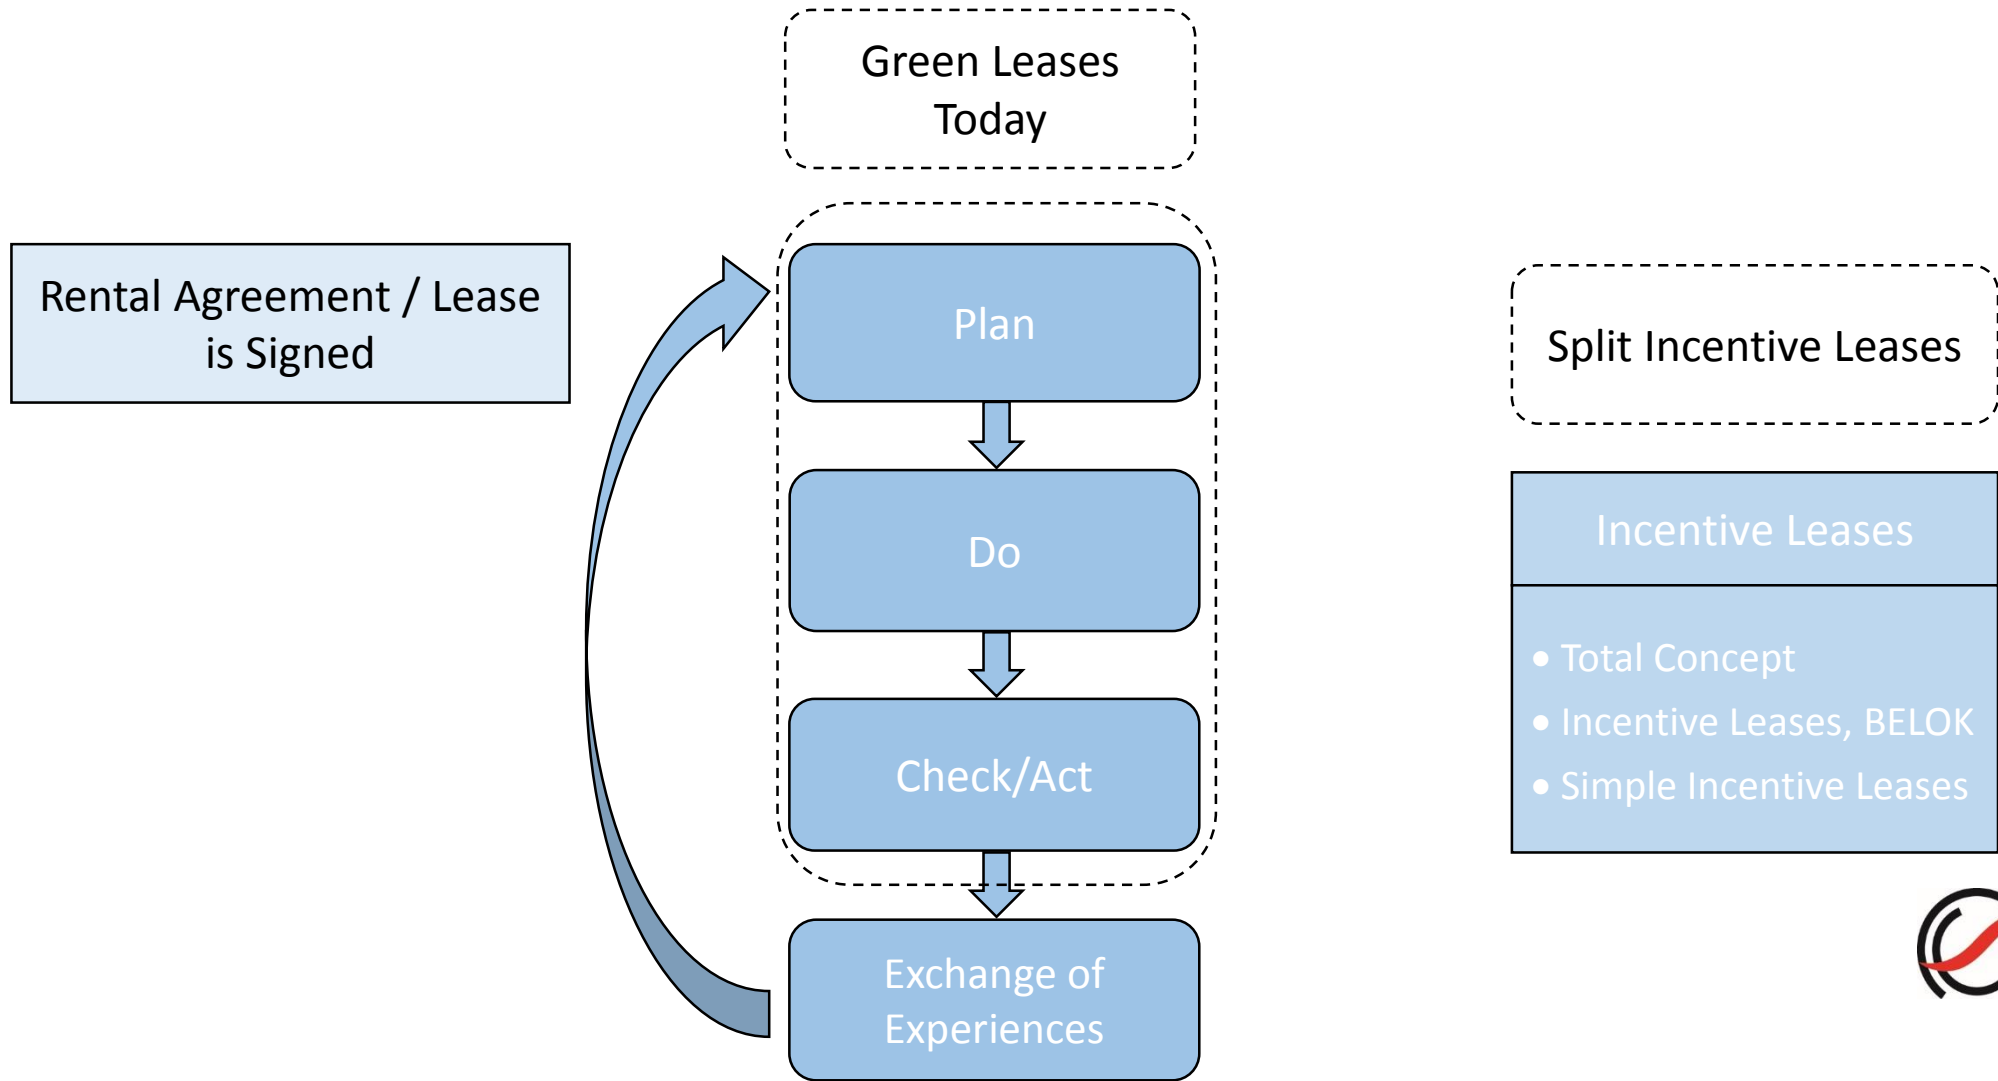 Green Leases
Today
Rental Agreement / Lease
is Signed
Plan
Do
Check/Act
Exchange of
Experiences
Split Incentive Leases
Incentive Leases
• Total Concept
• Incentive Leases, BELOK
• Simple Incentive Leases